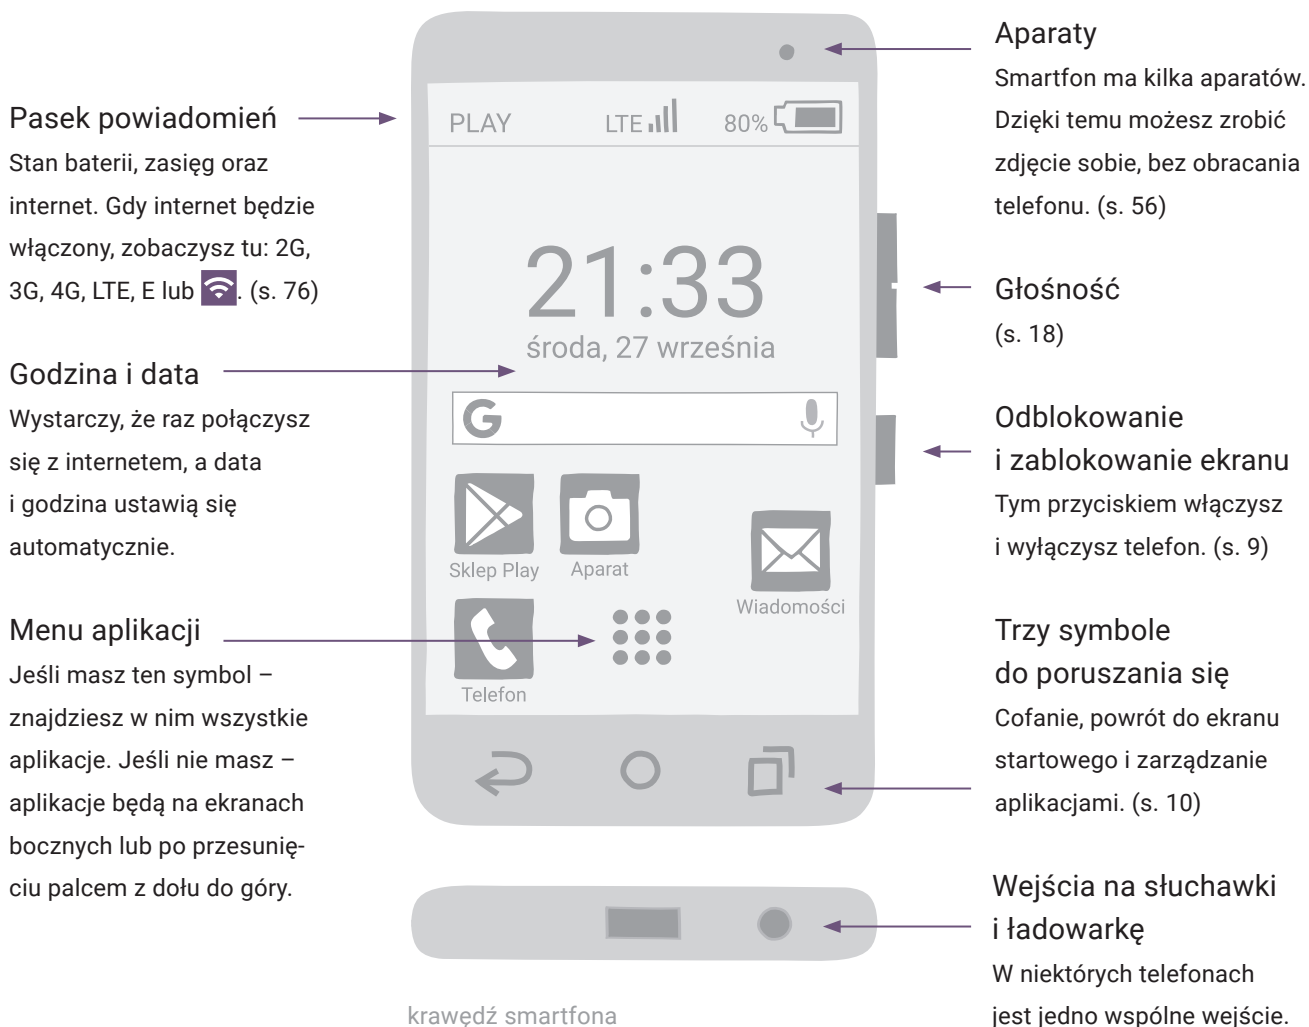 Pasek powiadomień
Stan baterii, zasięg oraz
internet. Gdy internet będzie
włączony, zobaczysz tu: 2G,
3G, 4G, LTE, E lub . (s. 76)
Godzina i data
Wystarczy, że raz połączysz
się z internetem, a data
i godzina ustawią się
automatycznie.
Menu aplikacji
Jeśli masz ten symbol –
znajdziesz w nim wszystkie
aplikacje. Jeśli nie masz –
aplikacje będą na ekranach
bocznych lub po przesunię-
ciu palcem z dołu do góry.
PLAY LTE 80%
21:33
środa, 27 września
G
Sklep Play Aparat
Wiadomości
Telefon
krawędź smartfona
Aparaty
Smartfon ma kilka aparatów.
Dzięki temu możesz zrobić
zdjęcie sobie, bez obracania
telefonu. (s. 56)
Głośność
(s. 18)
Odblokowanie
i zablokowanie ekranu
Tym przyciskiem włączysz
i wyłączysz telefon. (s. 9)
Trzy symbole
do poruszania się
Cofanie, powrót do ekranu
startowego i zarządzanie
aplikacjami. (s. 10)
Wejścia na słuchawki
i ładowarkę
W niektórych telefonach
jest jedno wspólne wejście.